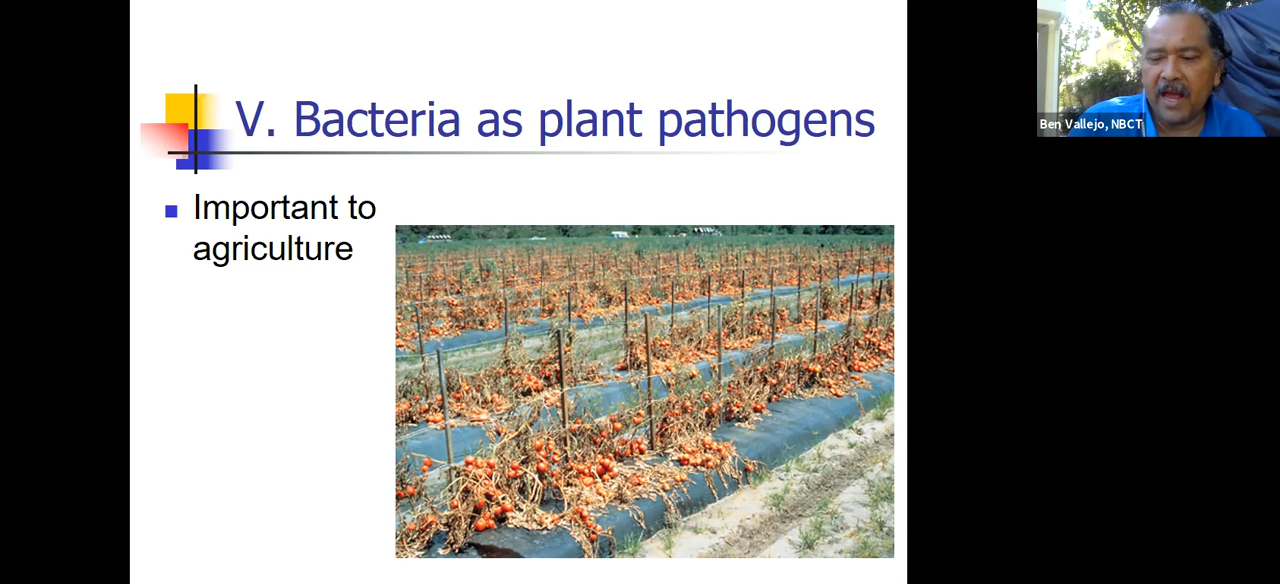 V. Bacteria as plant pathogens
Important to
agriculture
Ben Vallejo, NBCT